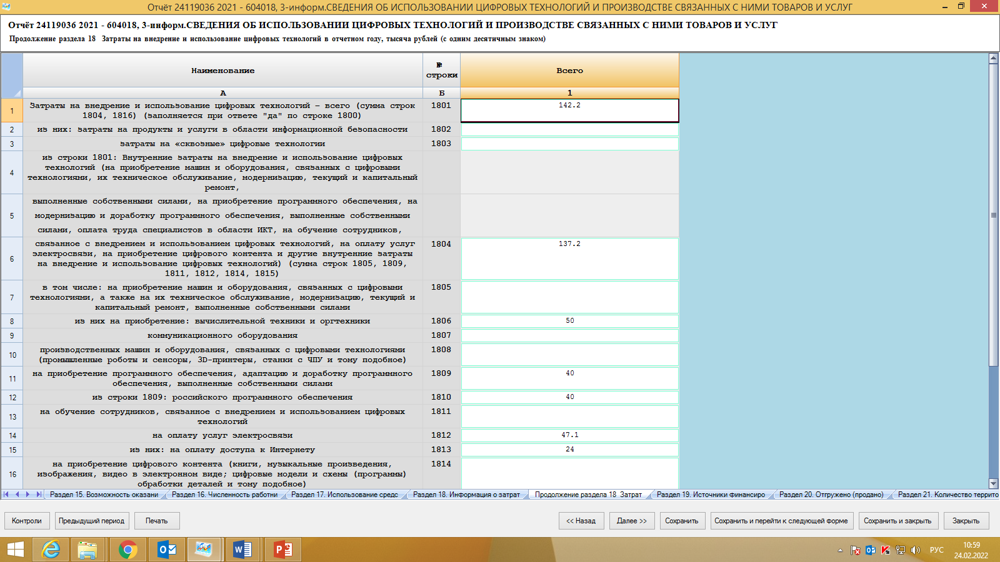 Отчёт 24119036 2021 - 604018, 3-информ.СВЕДЕНИЯ ОБ ИСПОЛЬЗОВАНИИ ЦИФРОВЫХ ТЕХНОЛОГИЙ И ПРОИЗВОДСТВЕ СВЯЗАННЫХ С НИМИ ТОВАРОВ И УСЛУГ
Отчёт 24119036 2021 - 604018, 3-информ.СВЕДЕНИЯ ОБ ИСПОЛЬЗОВАНИИ ЦИФРОВЫХ ТЕХНОЛОГИЙ И ПРОИЗВОДСТВЕ СВЯЗАННЫХ С НИМИ ТОВАРОВ И УСЛУГ
Продолжение раздела 18 Затраты на внедрение и использование цифровых технологий в отчетном году, тысяча рублей (с одним десятичным знаком)
Наименование № строки Всего
А Б 1
1 Затраты на внедрение и использование цифровых технологий – всего (сумма строк 1801 142.2
1804, 1816) (заполняется при ответе "да" по строке 1800)
2 из них: затраты на продукты и услуги в области информационной безопасности 1802
3 затраты на «сквозные» цифровые технологии 1803
4 из строки 1801: Внутренние затраты на внедрение и использование цифровых
технологий (на приобретение машин и оборудования, связанных с цифровыми
технологиями, их техническое обслуживание, модернизацию, текущий и капитальный
ремонт,
5 выполненные собственными силами, на приобретение программного обеспечения, на
модернизацию и доработку программного обеспечения, выполненные собственными
силами, оплата труда специалистов в области ИКТ, на обучение сотрудников,
6 связанное с внедрением и использованием цифровых технологий, на оплату услуг 1804 137.2
электросвязи, на приобретение цифрового контента и другие внутренние затраты
на внедрение и использование цифровых технологий) (сумма строк 1805, 1809,
1811, 1812, 1814, 1815)
7 в том числе: на приобретение машин и оборудования, связанных с цифровыми 1805
технологиями, а также на их техническое обслуживание, модернизацию, текущий и
капитальный ремонт, выполненные собственными силами
8 из них на приобретение: вычислительной техники и оргтехники 1806 50
9 коммуникационного оборудования 1807
10 производственных машин и оборудования, связанных с цифровыми технологиями 1808
(промышленные роботы и сенсоры, 3D-принтеры, станки с ЧПУ и тому подобное)
11 на приобретение программного обеспечения, адаптацию и доработку программного 1809 40
обеспечения, выполненные собственными силами
12 из строки 1809: российского программного обеспечения 1810 40
13 на обучение сотрудников, связанное с внедрением и использованием цифровых 1811
технологий
14 на оплату услуг электросвязи 1812 47.1
15 из них: на оплату доступа к Интернету 1813 24
16 на приобретение цифрового контента (книги, музыкальные произведения, 1814
изображения, видео в электронном виде; цифровые модели и схемы (программы)
обработки деталей и тому подобное)
Раздел 15. Возможность оказани Раздел 16. Численность работни Раздел 17. Использование средс Раздел 18. Информация о затрат Продолжение раздела 18 Затрат Раздел 19. Источники финансиро Раздел 20. Отгружено (продано) Раздел 21. Количество террито
Контроли Предыдущий период Печать << Назад Далее >> Сохранить Сохранить и перейти к следующей форме Сохранить и закрыть Закрыть
РУС 10:59
24.02.2022